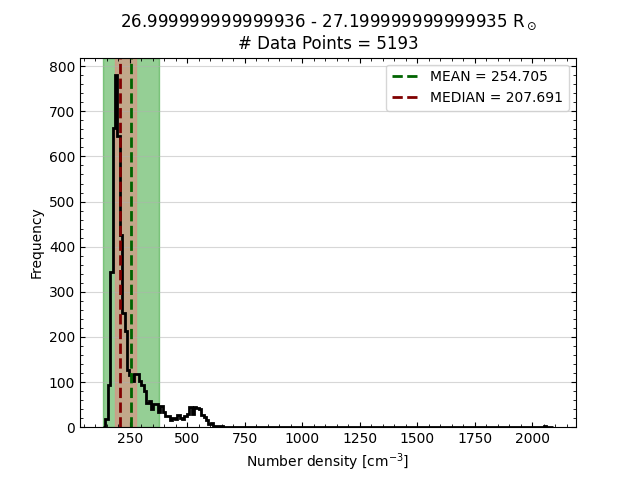 26.999999999999936 - 27.199999999999935 R⊙
# Data Points = 5193
MEAN = 254.705
MEDIAN = 207.691
800
700
600
500
400
300
200
100
0
Frequency
250
500
750
1000
1250
1500
1750
2000
Number density [cm⁻³]